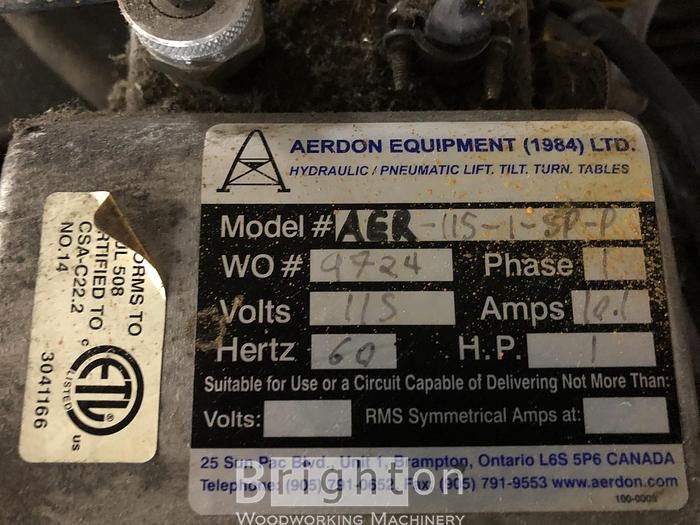 AERDON EQUIPMENT (1984) LTD.
HYDRAULIC / PNEUMATIC LIFT. TILT. TURN. TABLES
Model # AER-115-1-SP-P
WO # 9724 Phase 1
Volts 115 Amps 10.1
Hertz 60 H.P. 1
Suitable for Use or a Circuit Capable of Delivering Not More Than:
Volts: RMS Symmetrical Amps at:
25 Sun Pac Blvd., Unit 1, Brampton, Ontario L6S 5P6 CANADA
Telephone: (905) 791-0652 Fax: (905) 791-9553 www.aerdon.com
100-0005
ORMS TO
UL 508
RTIFIED TO
CSA-C22.2
NO.14
C ETL US
LISTED
3041166
Brighton
WOODWORKING MACHINERY